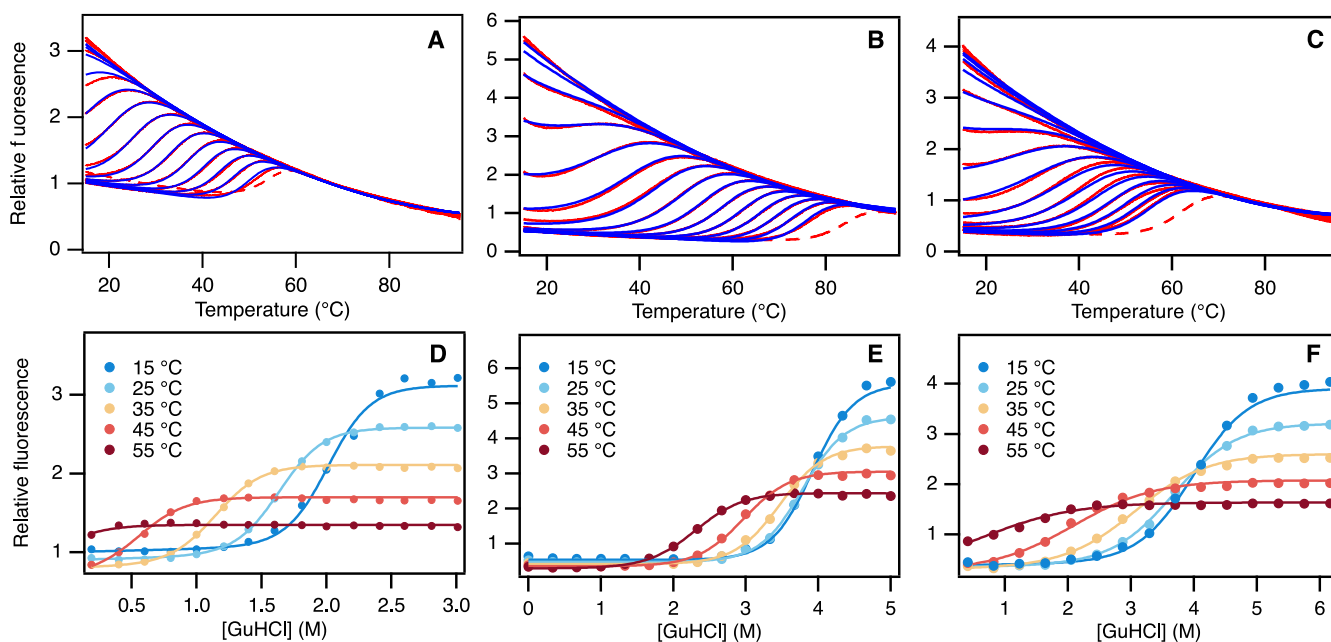 A
B
C
Relative f uoresence
3
2
1
0
6
5
4
3
2
1
0
4
3
2
1
0
20 40 60 80
20 40 60 80
20 40 60 80
Temperature (°C)
Temperature (°C)
Temperature (°C)
D
E
F
Relative fluorescence
15 °C
25 °C
35 °C
45 °C
55 °C
15 °C
25 °C
35 °C
45 °C
55 °C
15 °C
25 °C
35 °C
45 °C
55 °C
3
2
1
6
5
4
3
2
1
4
3
2
1
0.5 1.0 1.5 2.0 2.5 3.0
0 1 2 3 4 5
1 2 3 4 5 6
[GuHCl] (M)
[GuHCl] (M)
[GuHCl] (M)